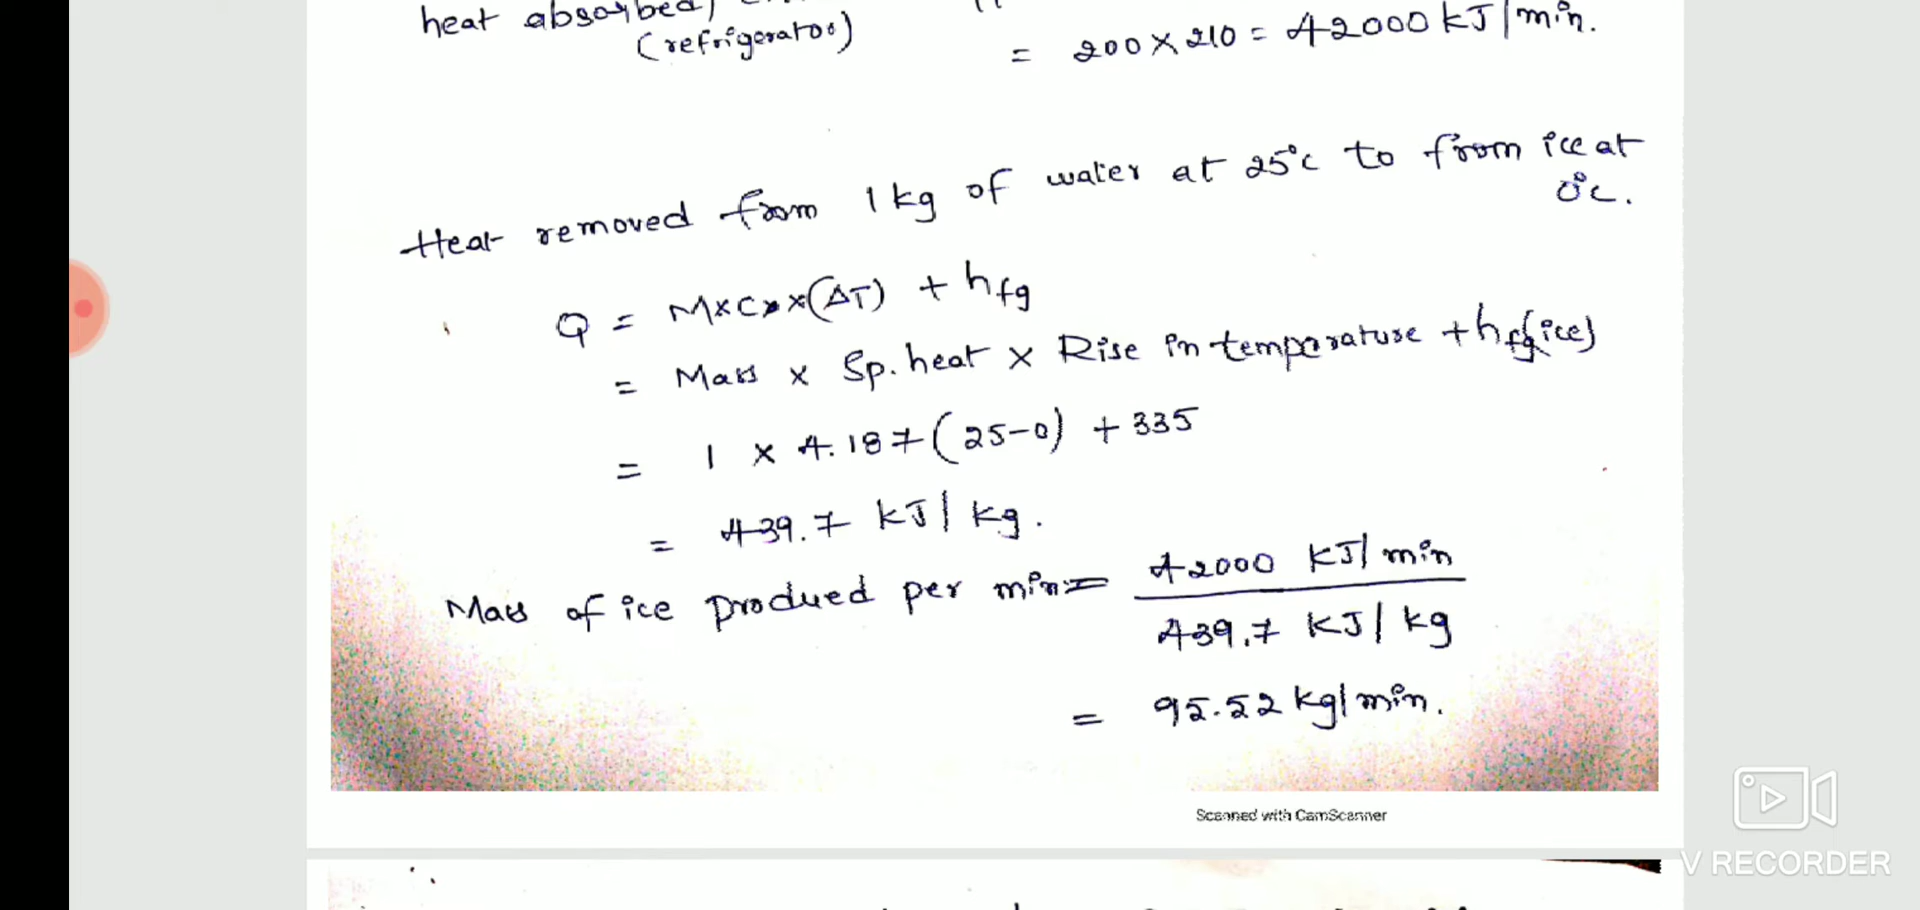 heat absorbed)
(refrigerator)
= 200 × 210 = 42000 kJ/min.
Heat removed from 1 kg of water at 25°c to from ice at
0°c.
Q = M×C××(ΔT) + hfg
= Mass × Sp. heat × Rise in temperature + hfg(ice)
= 1 × 4.187(25-0) + 335
= 439.7 kJ/kg.
Mass of ice produed per min = 42000 KJ/min
439.7 KJ/kg
= 95.52 kg/min.
Scanned with CamScanner
V RECORDER